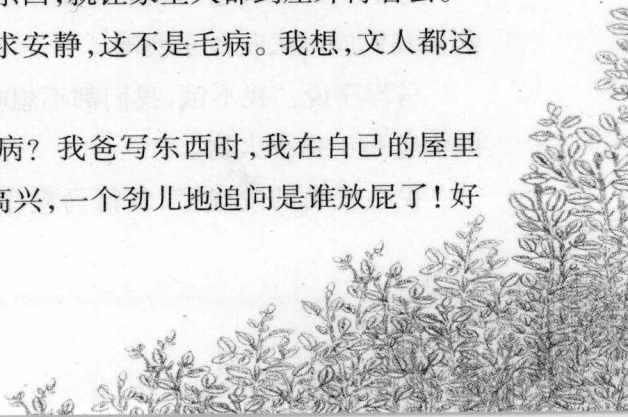 求安静,这不是毛病。我想,文人都这
病? 我爸写东西时,我在自己的屋里
高兴,一个劲儿地追问是谁放屁了!好